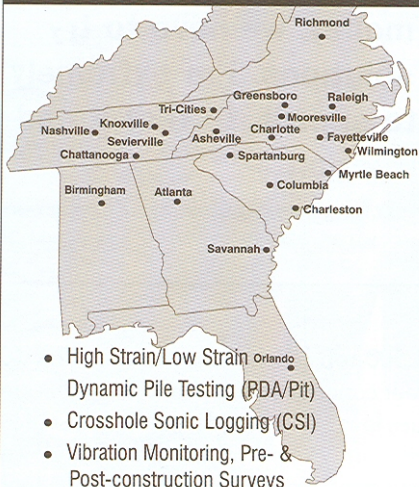 Richmond
Greensboro
Raleigh
Tri-Cities
Mooresville
Knoxville
Nashville
Sevierville
Asheville
Charlotte
Fayetteville
Wilmington
Chattanooga
Spartanburg
Myrtle Beach
Birmingham
Atlanta
Columbia
Charleston
Savannah
Orlando
• High Strain/Low Strain
Dynamic Pile Testing (PDA/Pit)
• Crosshole Sonic Logging (CSI)
• Vibration Monitoring, Pre- &
Post-construction Surveys